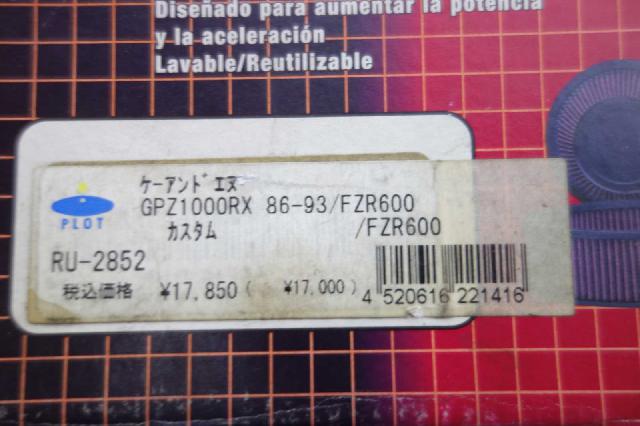 Diseñado para aumentar la potencia
y la aceleración
Lavable/Reutilizable
ケーアンドエヌ
GPZ1000RX 86-93/FZR600
カスタム /FZR600
PLOT
RU-2852
税込価格 ¥17,850( ¥17,000)
4 520616 221416